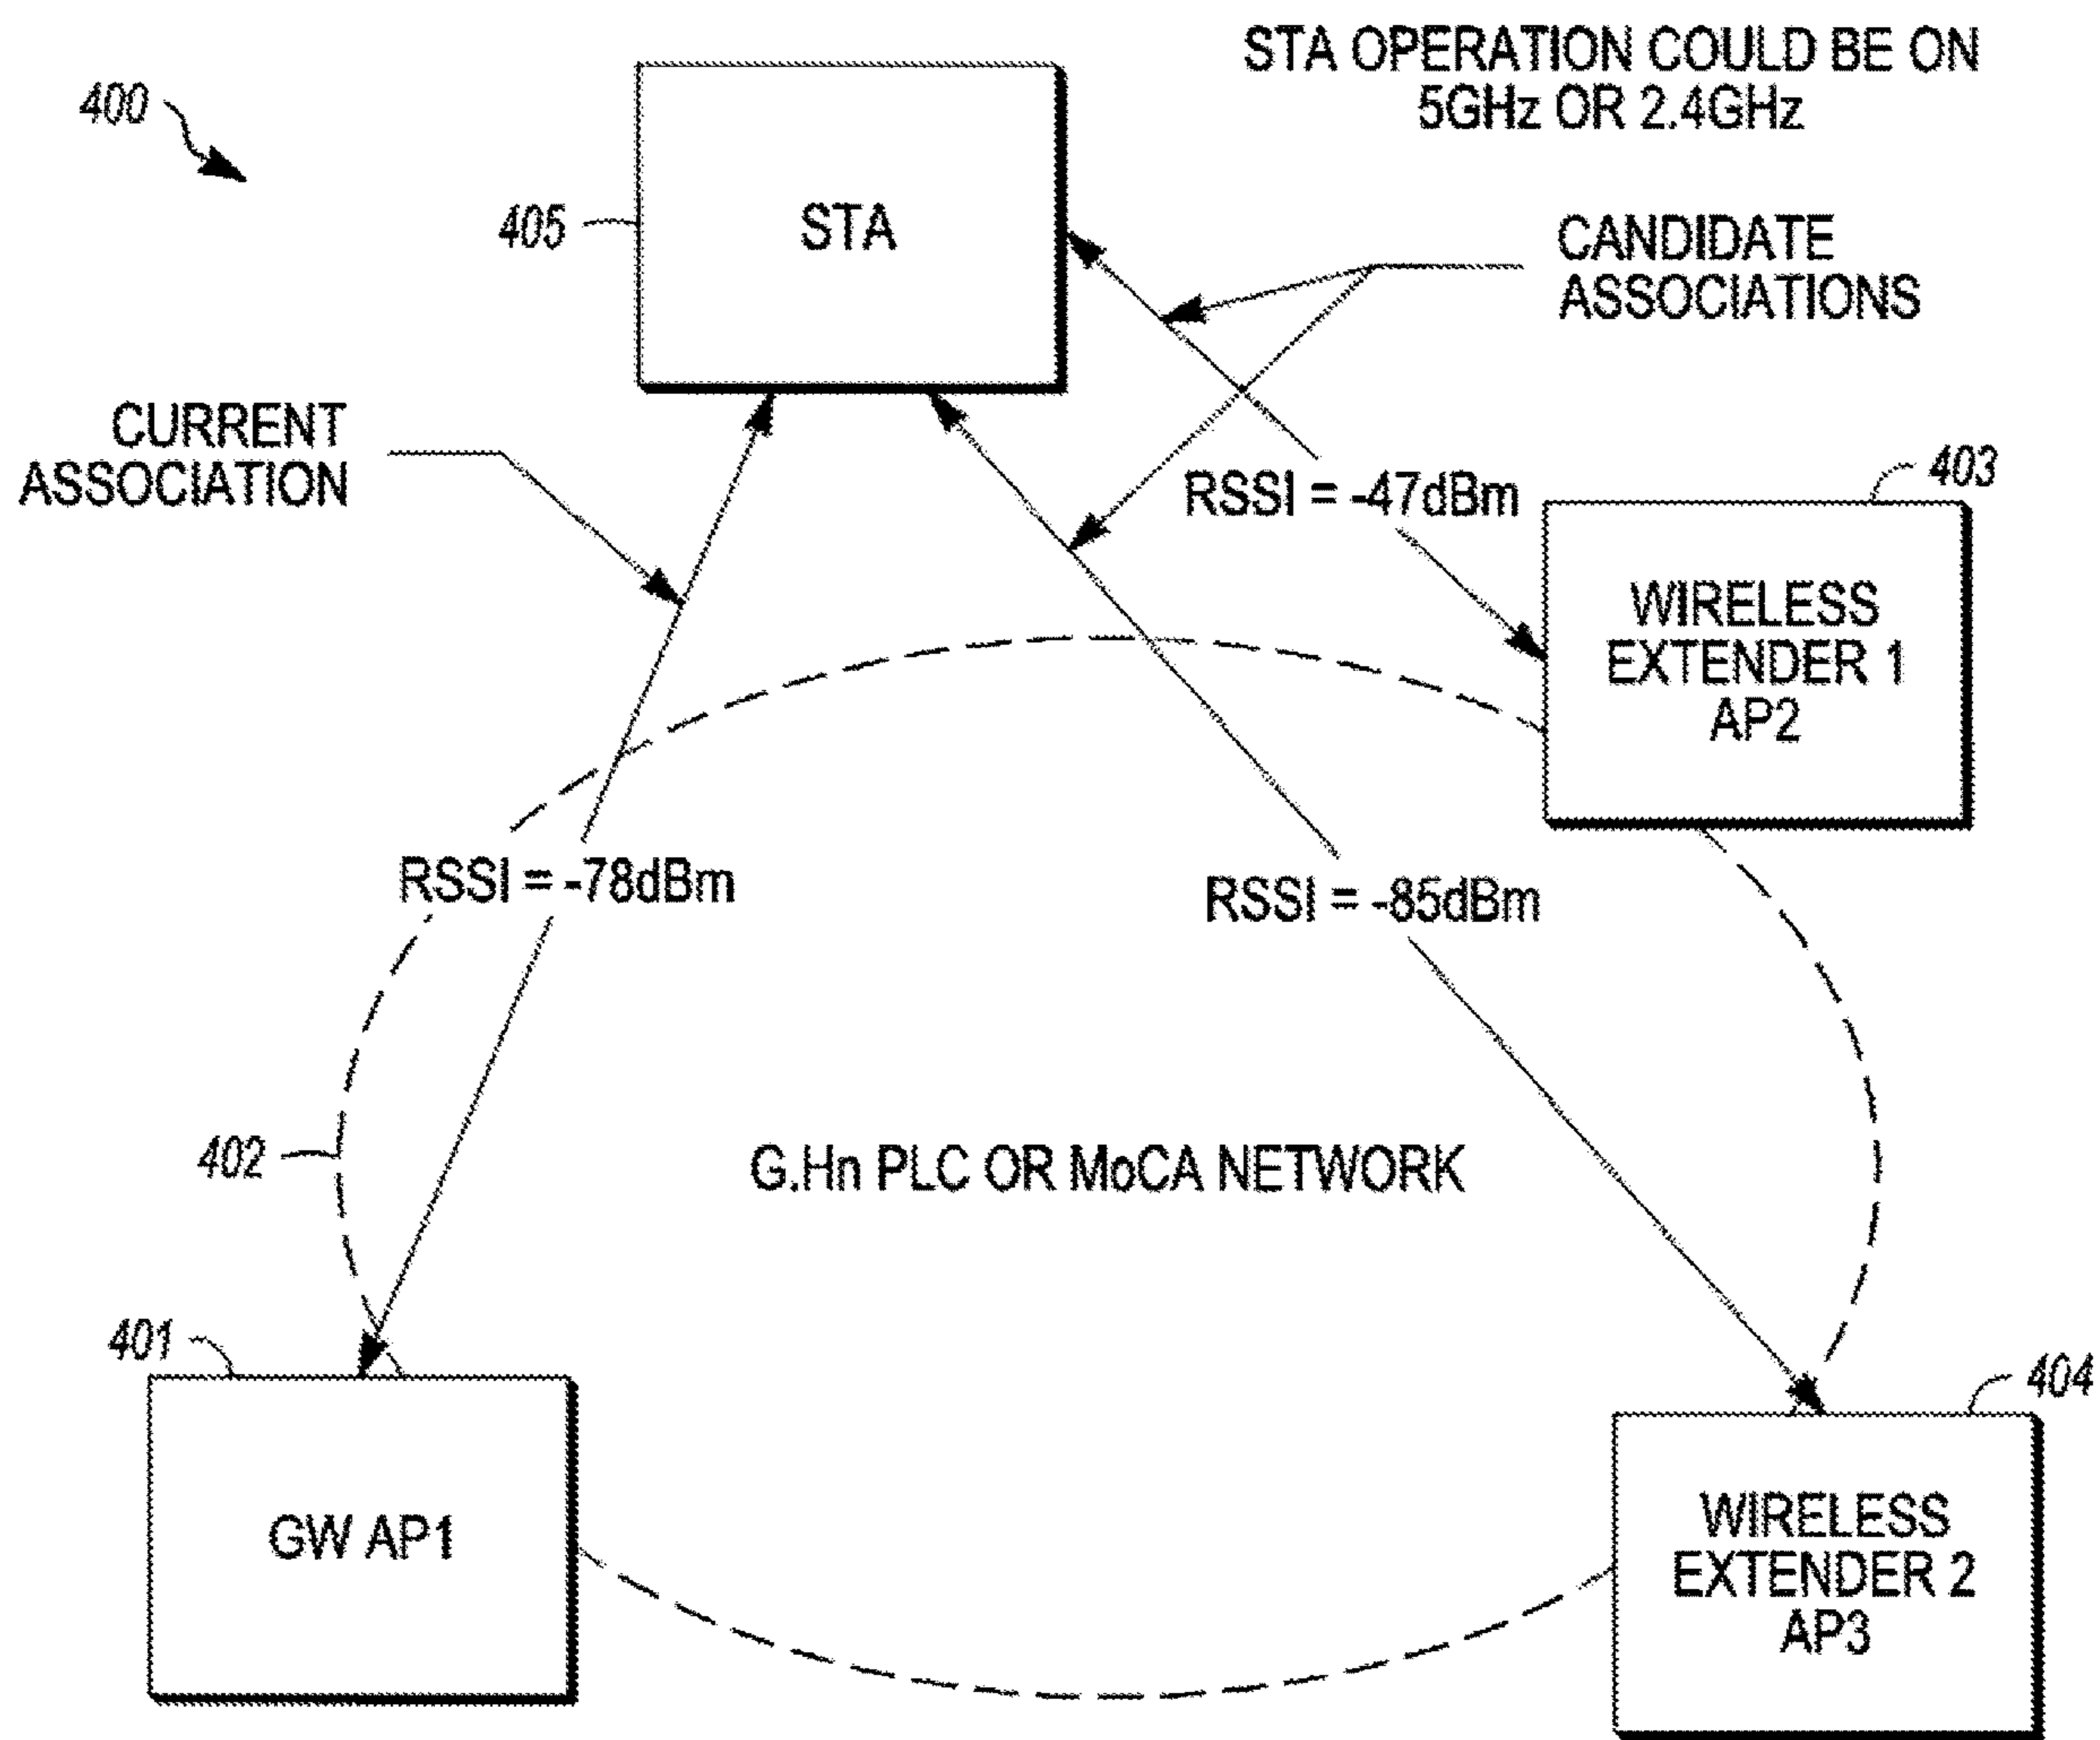 STA OPERATION COULD BE ON
5GHz OR 2.4GHz
400
405
STA
CANDIDATE
ASSOCIATIONS
CURRENT
ASSOCIATION
RSSI = -47dBm
403
WIRELESS
EXTENDER 1
AP2
RSSI = -78dBm
RSSI = -85dBm
402
G.Hn PLC OR MoCA NETWORK
401
GW AP1
404
WIRELESS
EXTENDER 2
AP3